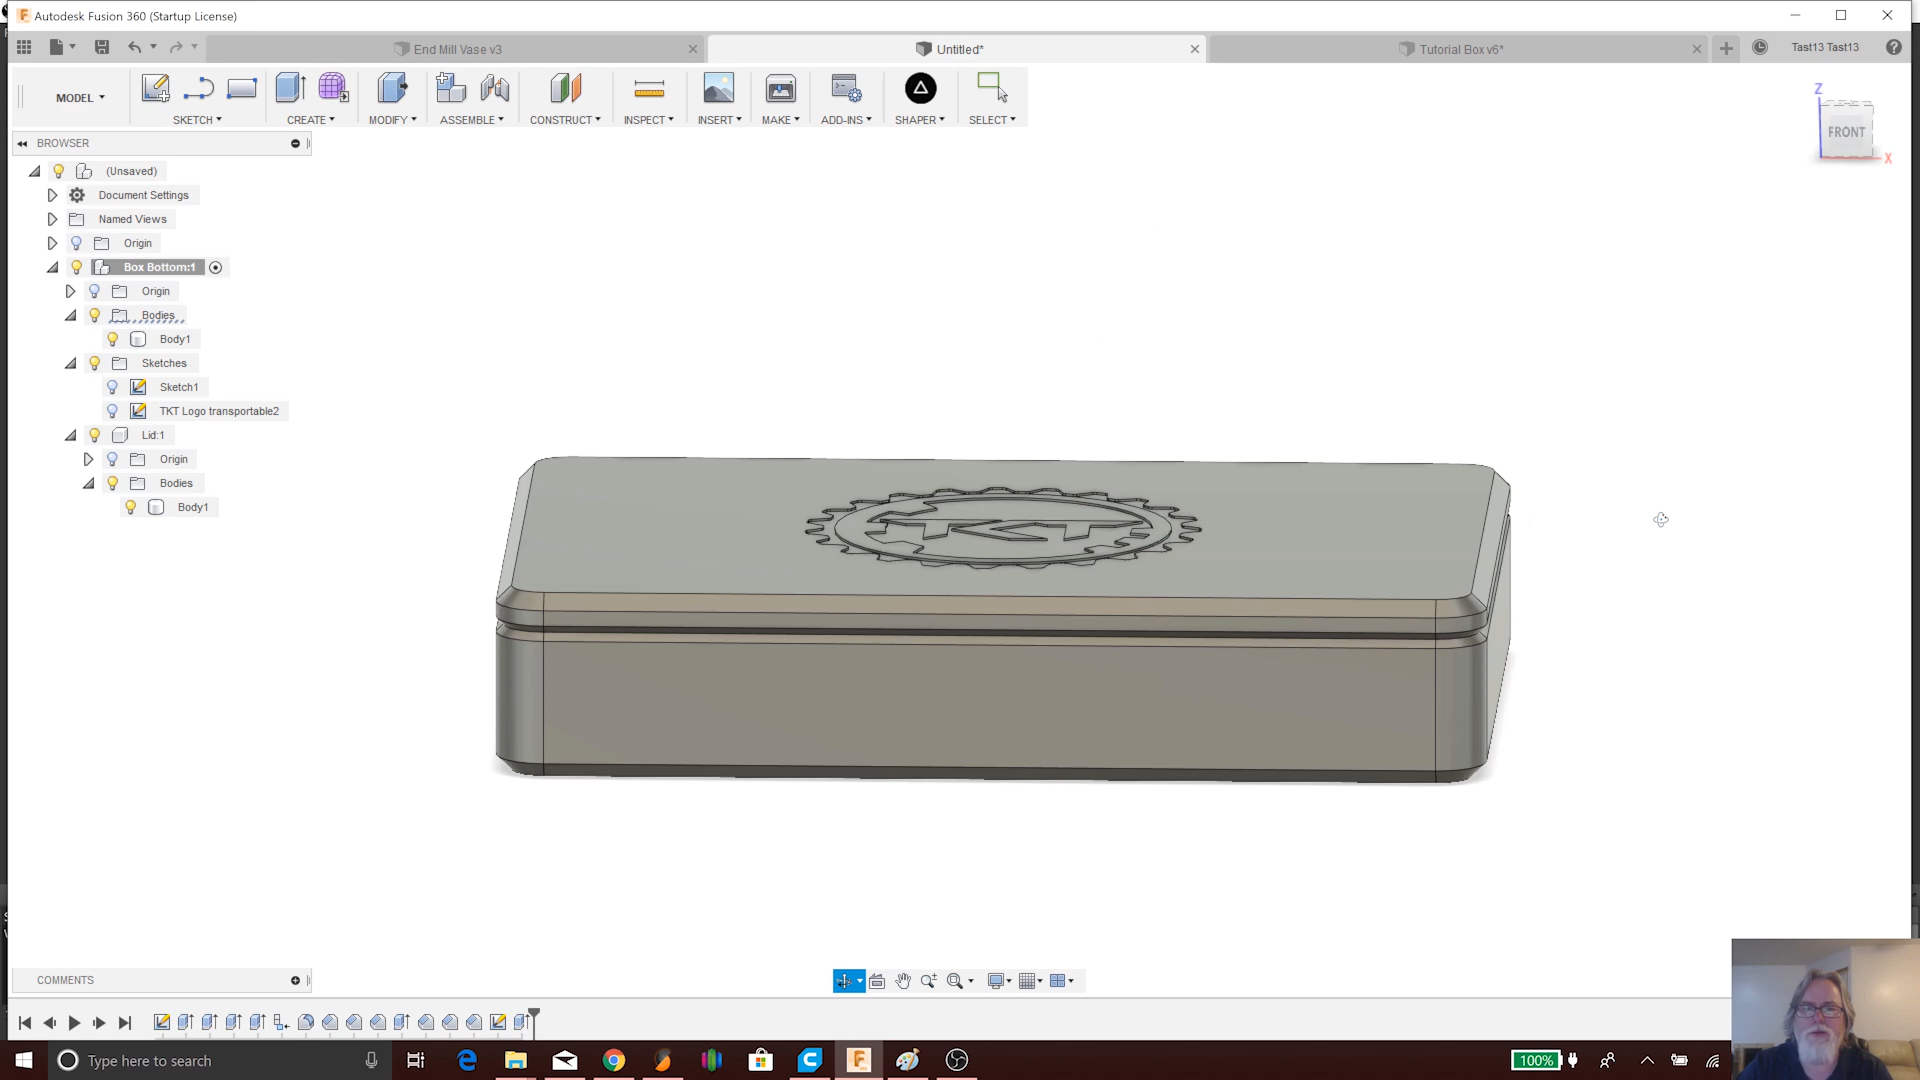 Autodesk Fusion 360 (Startup License)
End Mill Vase v3
Untitled*
Tutorial Box v6*
Tast13 Tast13
MODEL
SKETCH
CREATE
MODIFY
ASSEMBLE
CONSTRUCT
INSPECT
INSERT
MAKE
ADD-INS
SHAPER
SELECT
Z
FRONT
X
BROWSER
(Unsaved)
Document Settings
Named Views
Origin
Box Bottom:1
Origin
Bodies
Body1
Sketches
Sketch1
TKT Logo transportable2
Lid:1
Origin
Bodies
Body1
TKT
COMMENTS
Type here to search
100%